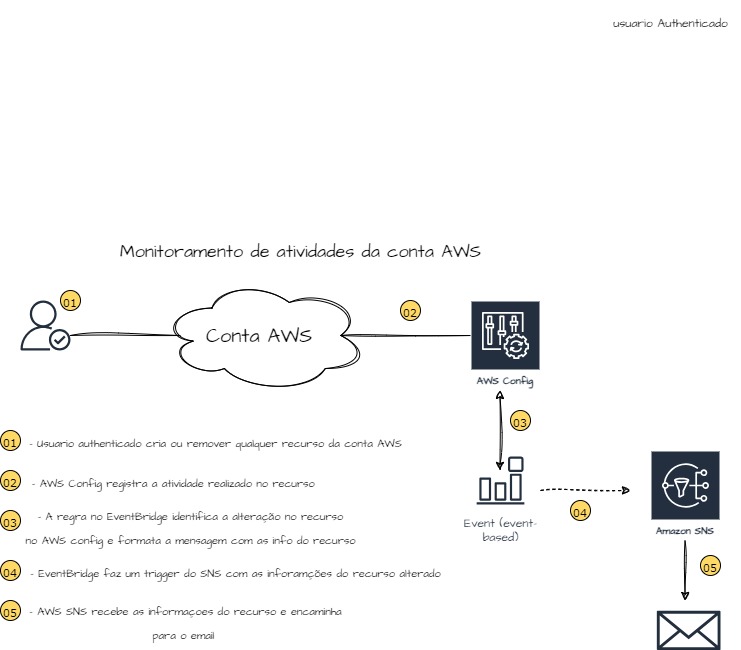 usuario Authenticado
Monitoramento de atividades da conta AWS
01
Conta AWS
02
AWS Config
03
Event (event-
based)
04
Amazon SNS
05
01 - Usuario authenticado cria ou remover qualquer recurso da conta AWS
02 - AWS Config registra a atividade realizado no recurso
03 - A regra no EventBridge identifica a alteração no recurso
no AWS config e formata a mensagem com as info do recurso
04 - EventBridge faz um trigger do SNS com as inforamções do recurso alterado
05 - AWS SNS recebe as informaçoes do recurso e encaminha
para o email